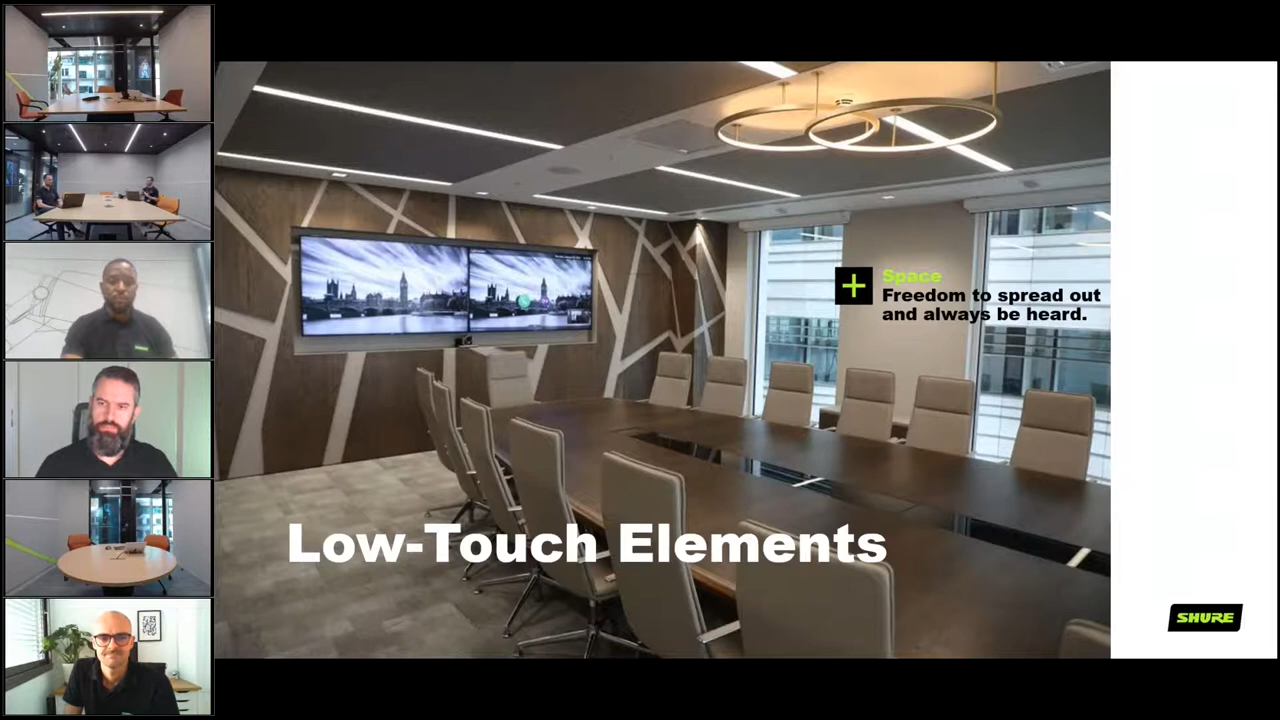 Space
Freedom to spread out
and always be heard.
Low-Touch Elements
SHURE